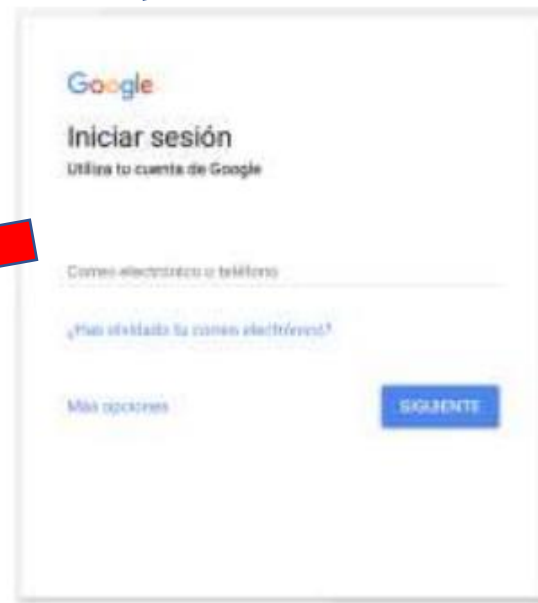 Google
Iniciar sesión
Utiliza tu cuenta de Google
Correo electrónico o teléfono
¿Has olvidado tu correo electrónico?
Más opciones
SIGUIENTE